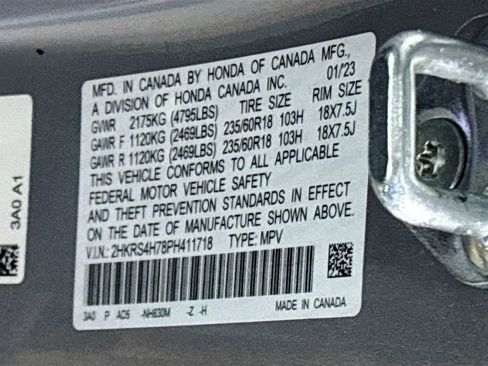 MFD. IN CANADA BY HONDA OF CANADA MFG.,
A DIVISION OF HONDA CANADA INC. 01/23
GVWR 2175KG (4795LBS) TIRE SIZE RIM SIZE
GAWR F 1120KG (2469LBS) 235/60R18 103H 18X7.5J
GAWR R 1120KG (2469LBS) 235/60R18 103H 18X7.5J
THIS VEHICLE CONFORMS TO ALL APPLICABLE
FEDERAL MOTOR VEHICLE SAFETY
AND THEFT PREVENTION STANDARDS IN EFFECT
ON THE DATE OF MANUFACTURE SHOWN ABOVE.
V.I.N.: 2HKRS4H78PH411718 TYPE: MPV
3A0 P AD5 -NH830M -Z -H
MADE IN CANADA
3A0 A1